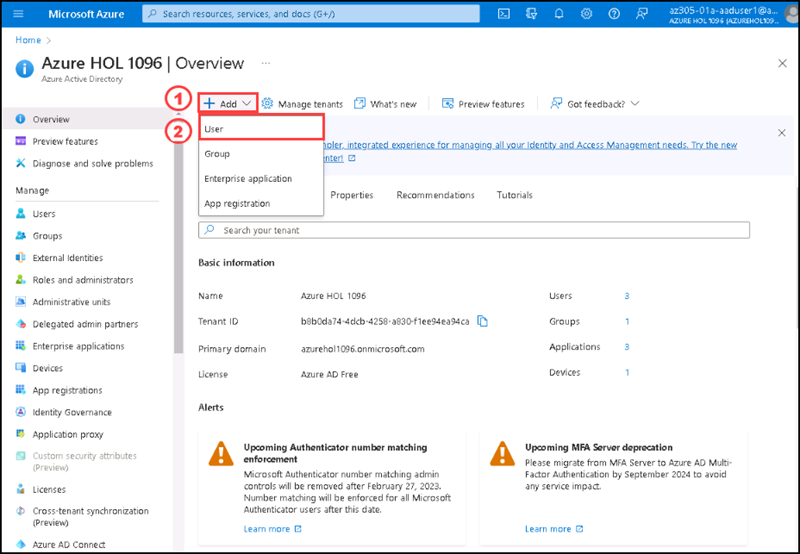 Microsoft Azure
Search resources, services, and docs (G+/)
az305-01a-aaduser1@a...
AZURE HOL 1096 (AZUREHOL109...
Home >
Azure HOL 1096 | Overview ...
Azure Active Directory
1
+ Add
Manage tenants
What's new
Preview features
Got feedback?
2
User
Group
Enterprise application
App registration
mpler, integrated experience for managing all your Identity and Access Management needs. Try the new
enter!
Overview
Preview features
Diagnose and solve problems
Manage
Users
Groups
External Identities
Roles and administrators
Administrative units
Delegated admin partners
Enterprise applications
Devices
App registrations
Identity Governance
Application proxy
Custom security attributes
(Preview)
Licenses
Cross-tenant synchronization
(Preview)
Azure AD Connect
Properties
Recommendations
Tutorials
Search your tenant
Basic information
Name Azure HOL 1096 Users 3
Tenant ID b8b0da74-4dcb-4258-a830-f1ee94ea94ca Groups 1
Primary domain azurehol1096.onmicrosoft.com Applications 3
License Azure AD Free Devices 1
Alerts
Upcoming Authenticator number matching
enforcement
Microsoft Authenticator number matching admin
controls will be removed after February 27, 2023.
Number matching will be enforced for all Microsoft
Authenticator users after this date.
Learn more
Upcoming MFA Server deprecation
Please migrate from MFA Server to Azure AD Multi-
Factor Authentication by September 2024 to avoid
any service impact.
Learn more